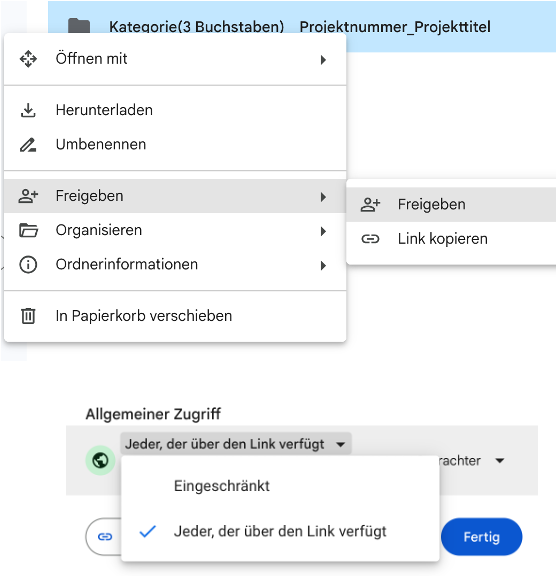 Kategorie(3 Buchstaben)_Projektnummer_Projekttitel
Öffnen mit
Herunterladen
Umbenennen
Freigeben
Freigeben
Organisieren
Link kopieren
Ordnerinformationen
In Papierkorb verschieben
Allgemeiner Zugriff
Jeder, der über den Link verfügt
rachter
Eingeschränkt
Jeder, der über den Link verfügt
Fertig